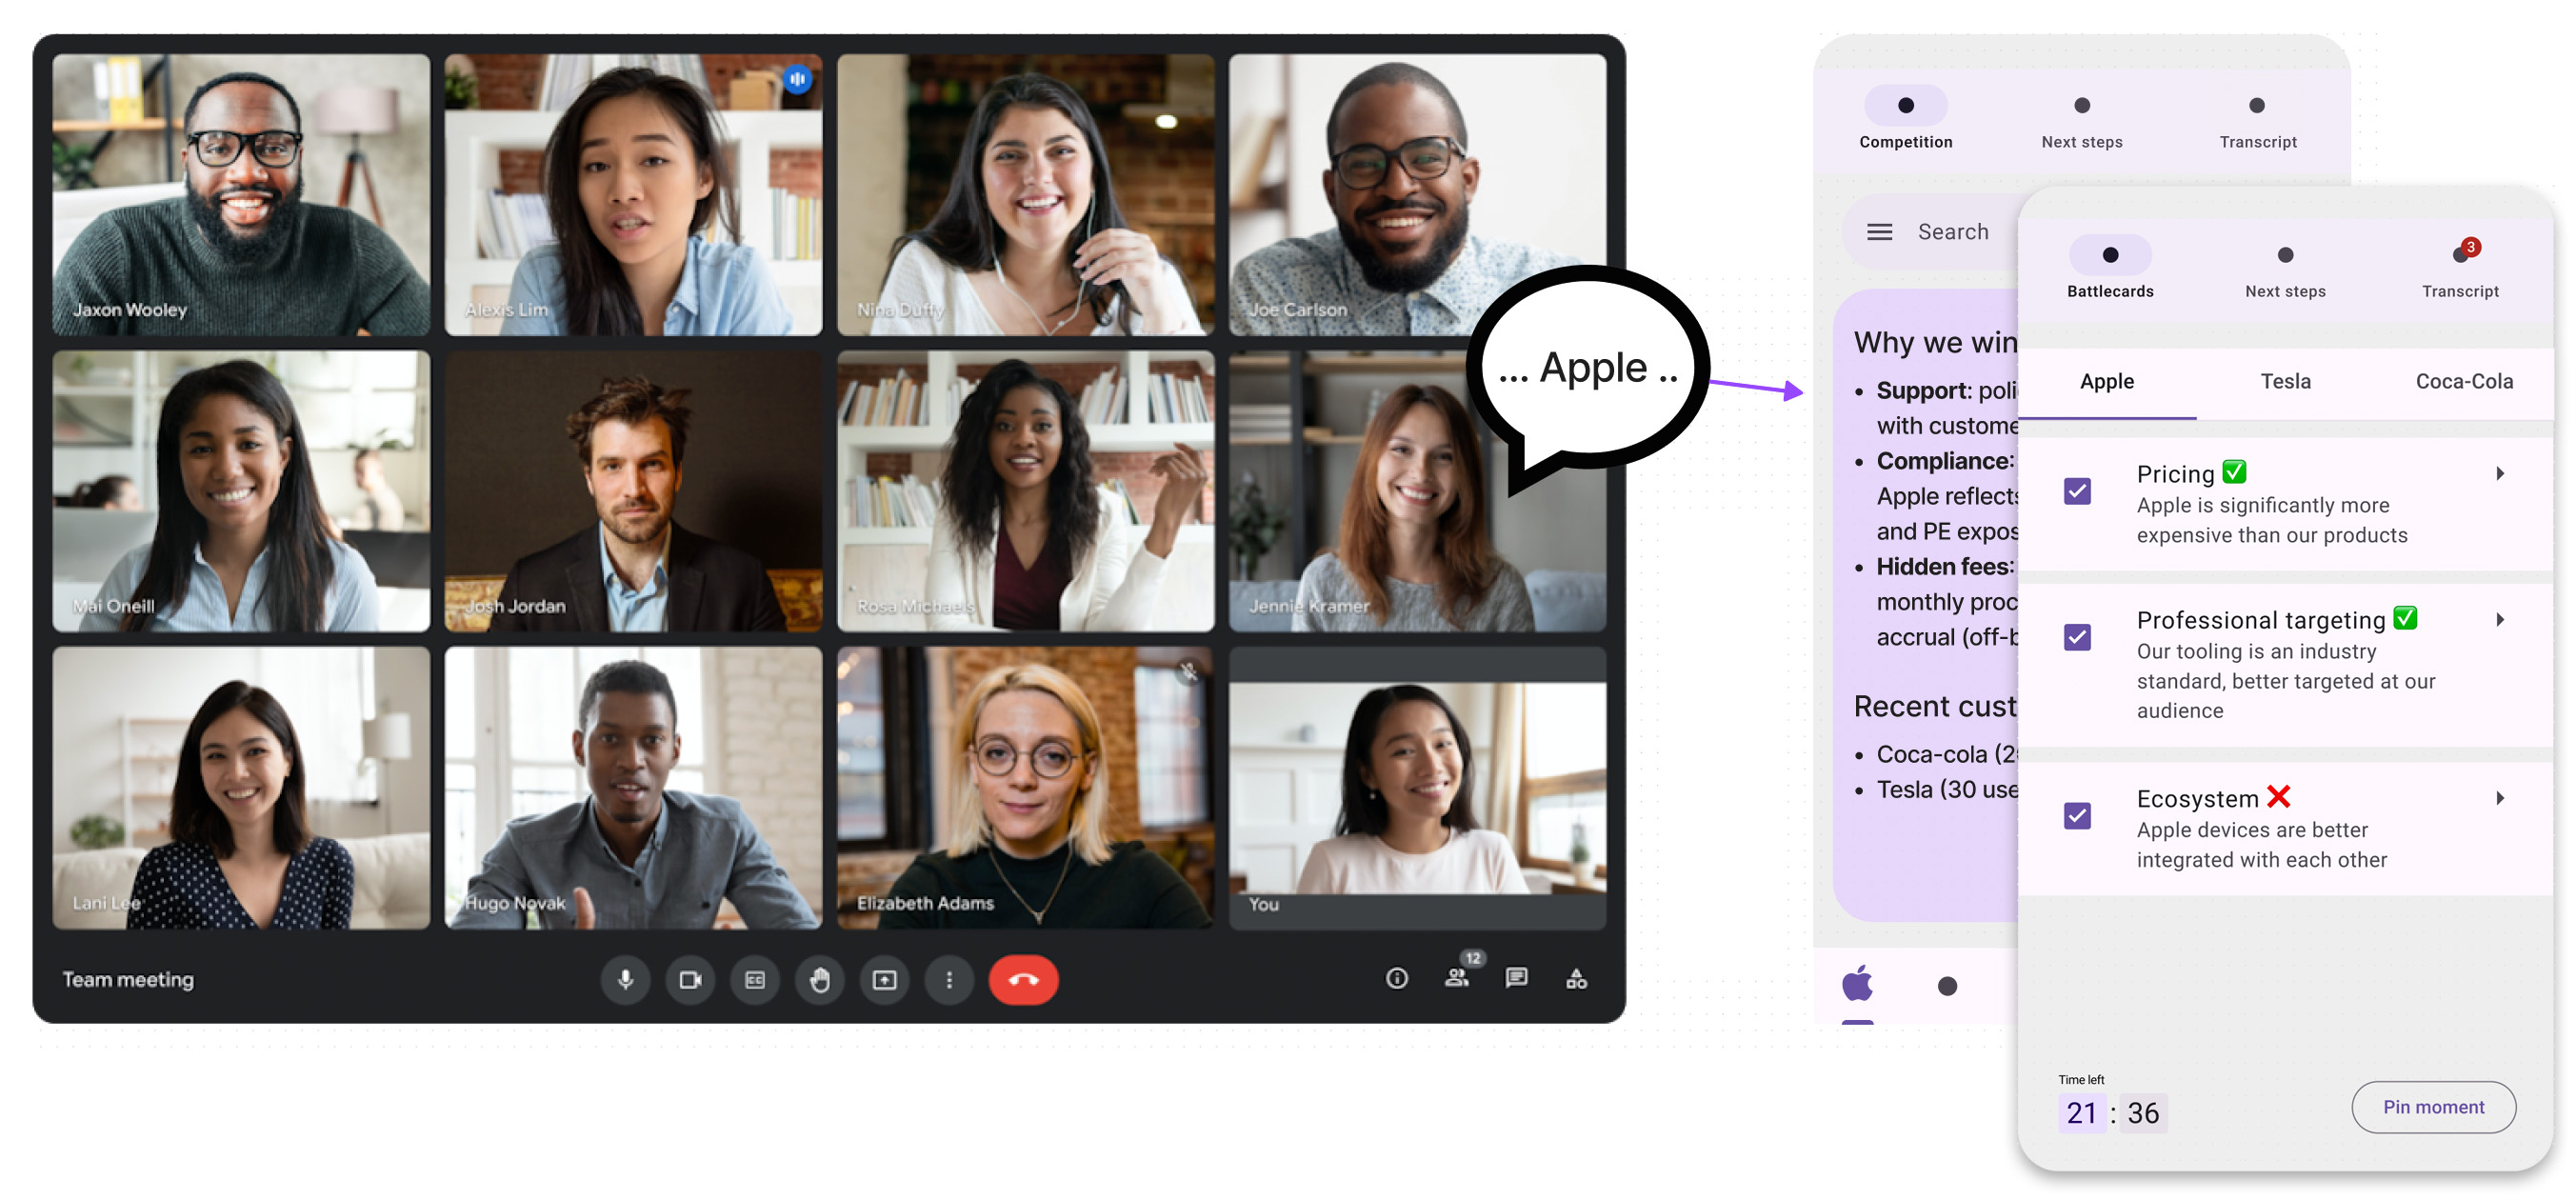 Jaxon Wooley
Alexis Lim
Nina Duffy
Joe Carlson
Mai Oneill
Josh Jordan
Rosa Michaels
Jennie Kramer
Lani Lee
Hugo Novak
Elizabeth Adams
You
Team meeting
CC
12
... Apple ..
Competition
Next steps
Transcript
Search
Why we win
• Support: poli
with custome
• Compliance:
Apple reflects
and PE expos
• Hidden fees:
monthly proc
accrual (off-b
Recent cust
• Coca-cola (2
• Tesla (30 use
3
Battlecards
Next steps
Transcript
Apple
Tesla
Coca-Cola
Pricing ✅
Apple is significantly more
expensive than our products
Professional targeting ✅
Our tooling is an industry
standard, better targeted at our
audience
Ecosystem ❌
Apple devices are better
integrated with each other
Time left
21 : 36
Pin moment